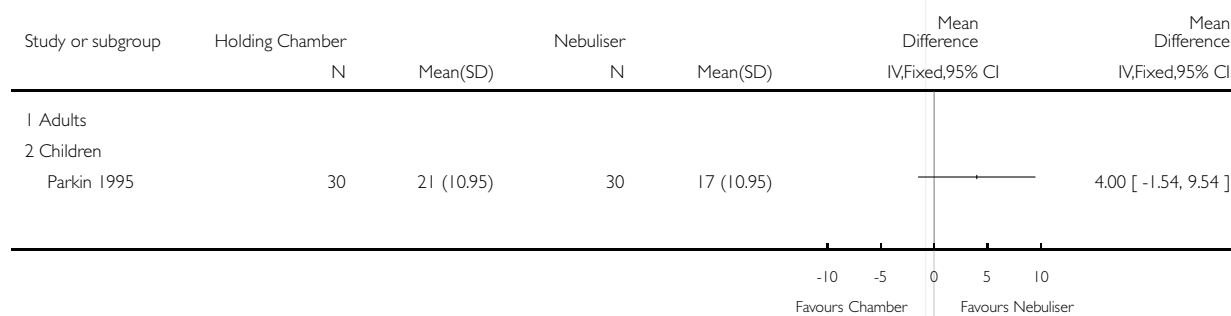 Study or subgroup Holding Chamber Nebuliser Mean Difference Mean Difference
N Mean(SD) N Mean(SD) IV,Fixed,95% CI IV,Fixed,95% CI
1 Adults
2 Children
Parkin 1995 30 21 (10.95) 30 17 (10.95) 4.00 [ -1.54, 9.54 ]
-10 -5 0 5 10
Favours Chamber Favours Nebuliser